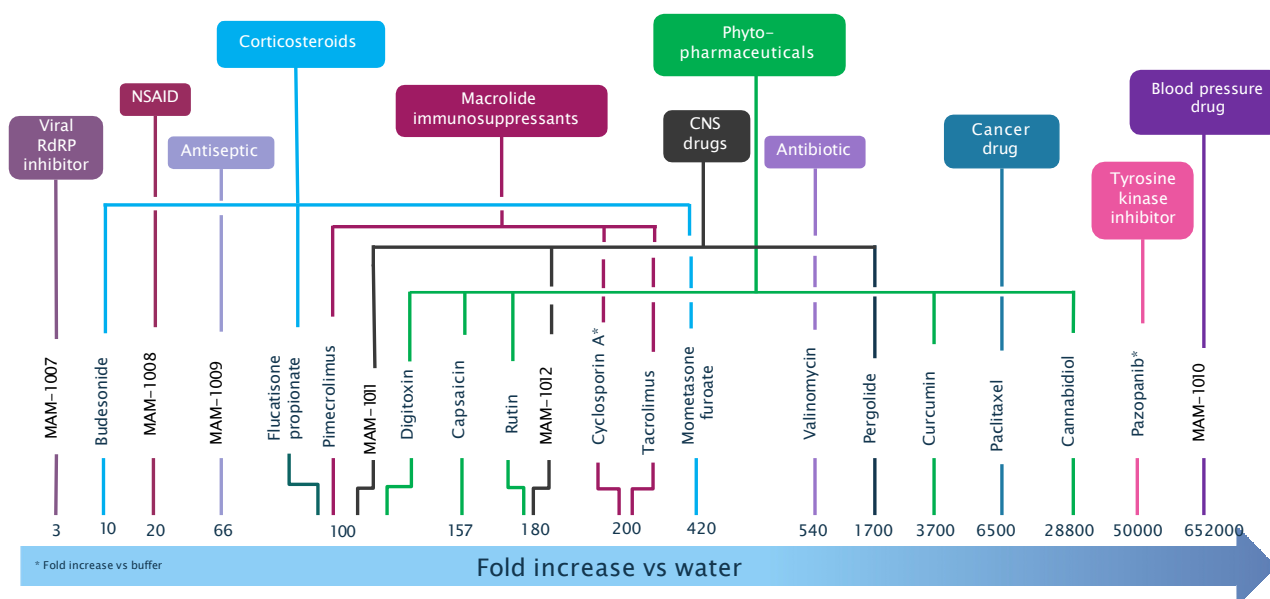 Corticosteroids
Phyto-
pharmaceuticals
NSAID
Macrolide
immunosuppressants
Blood pressure
drug
Viral
RdRP
inhibitor
Antiseptic
CNS
drugs
Antibiotic
Cancer
drug
Tyrosine
kinase
inhibitor
MAM-1007
Budesonide
MAM-1008
MAM-1009
Flucatisone
propionate
Pimecrolimus
MAM-1011
Digitoxin
Capsaicin
Rutin
MAM-1012
Cyclosporin A*
Tacrolimus
Mometasone
furoate
Valinomycin
Pergolide
Curcumin
Paclitaxel
Cannabidiol
Pazopanib*
MAM-1010
3
10
20
66
100
157
180
200
420
540
1700
3700
6500
28800
50000
652000
* Fold increase vs buffer
Fold increase vs water